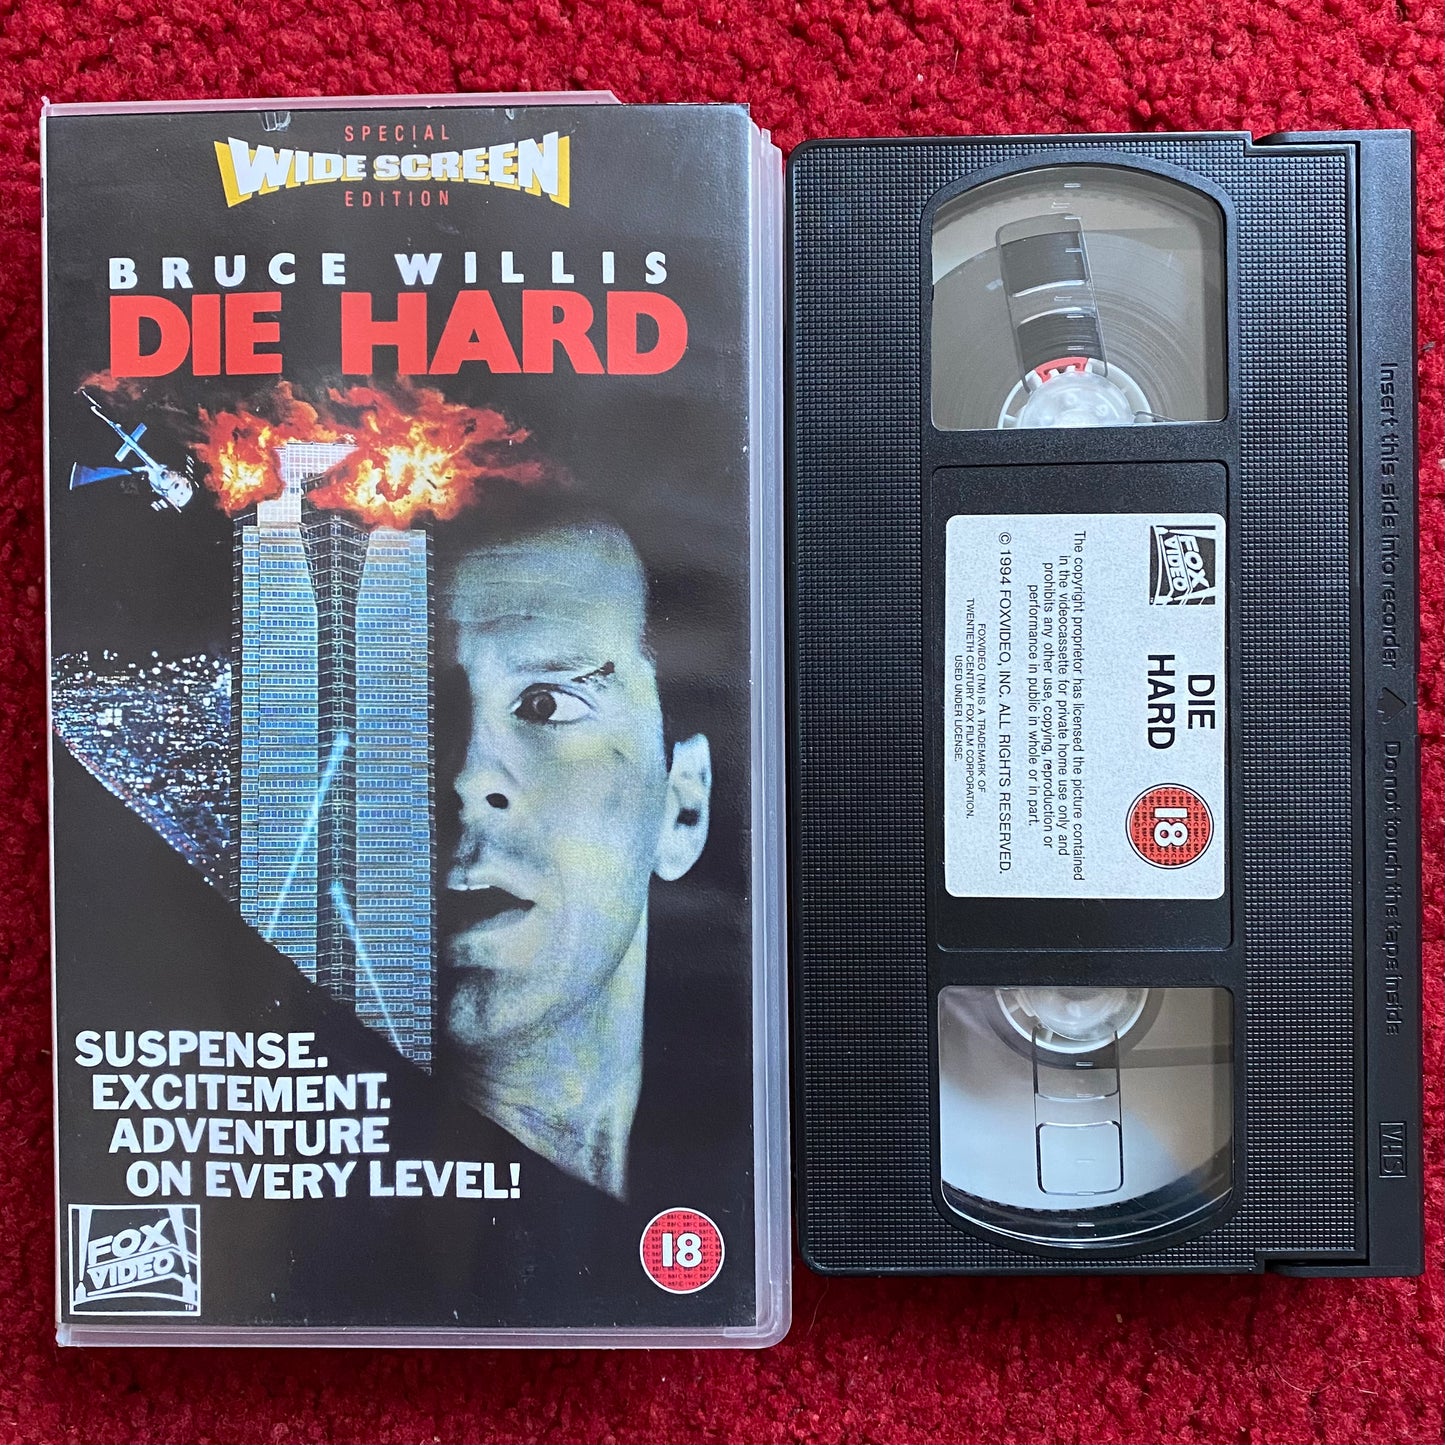 SPECIAL
WIDESCREEN
EDITION
BRUCE WILLIS
DIE HARD
SUSPENSE.
EXCITEMENT.
ADVENTURE
ON EVERY LEVEL!
FOX
VIDEO
TM
18
FOX
VIDEO
DIE
HARD
18
The copyright proprietor has licensed the picture contained
in the videocassette for private home use only and
prohibits any other use, copying, reproduction or
performance in public in whole or in part.
© 1994 FOXVIDEO, INC. ALL RIGHTS RESERVED.
FOXVIDEO (TM) IS A TRADEMARK OF
TWENTIETH CENTURY FOX FILM CORPORATION.
USED UNDER LICENSE.
Insert this side into recorder △ Do not touch the tape inside
VHS